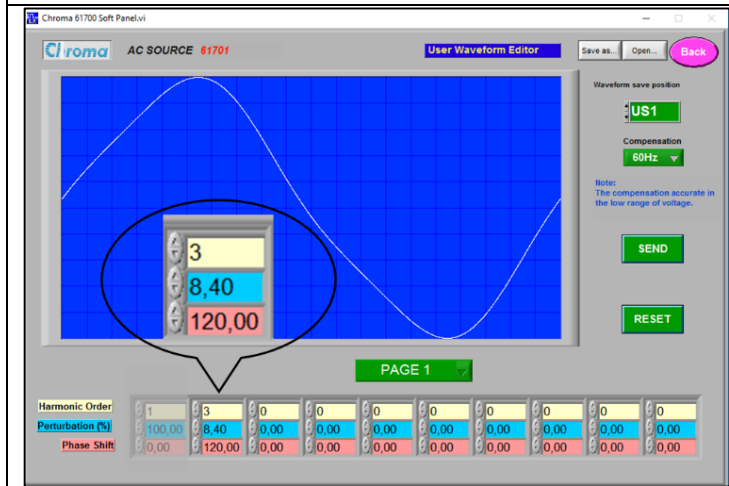 Chroma 61700 Soft Panel.vi
Chroma AC SOURCE 61701 User Waveform Editor Save as... Open... Back
Waveform save position
US1
Compensation
60Hz
Note:
The compensation accurate in
the low range of voltage.
3
8,40
120,00
SEND
RESET
PAGE 1
Harmonic Order 1 3 0 0 0 0 0 0 0 0
Perturbation (%) 100,00 8,40 0,00 0,00 0,00 0,00 0,00 0,00 0,00 0,00
Phase Shift 0,00 120,00 0,00 0,00 0,00 0,00 0,00 0,00 0,00 0,00